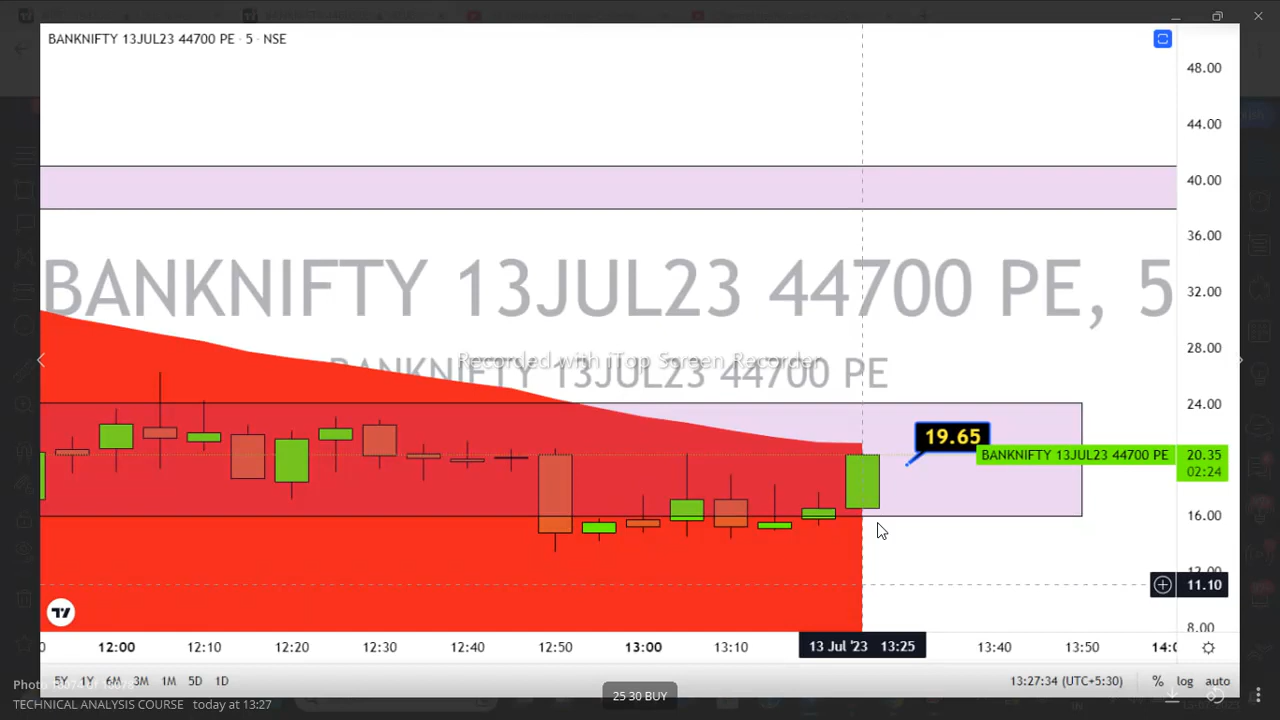 BANKNIFTY 13JUL23 44700 PE · 5 · NSE
48.00
44.00
40.00
36.00
BANKNIFTY 13JUL23 44700 PE, 5
32.00
28.00
Recorded with iTop Screen Recorder
BANKNIFTY 13JUL23 44700 PE
24.00
19.65
BANKNIFTY 13JUL23 44700 PE 20.35
02:24
16.00
12.00
11.10
8.00
12:00 12:10 12:20 12:30 12:40 12:50 13:00 13:10 13 Jul '23 13:25 13:40 13:50 14:0
5Y 1Y 6M 3M 1M 5D 1D 13:27:34 (UTC+5:30) % log auto
Photo
25 30 BUY
TECHNICAL ANALYSIS COURSE today at 13:27